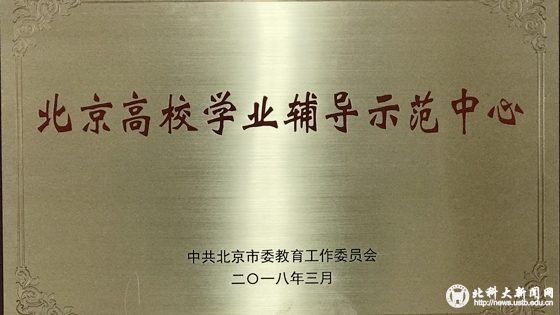 北京高校学业辅导示范中心
中共北京市委教育工作委员会
二〇一八年三月
北科大新闻网
http://news.ustb.edu.cn